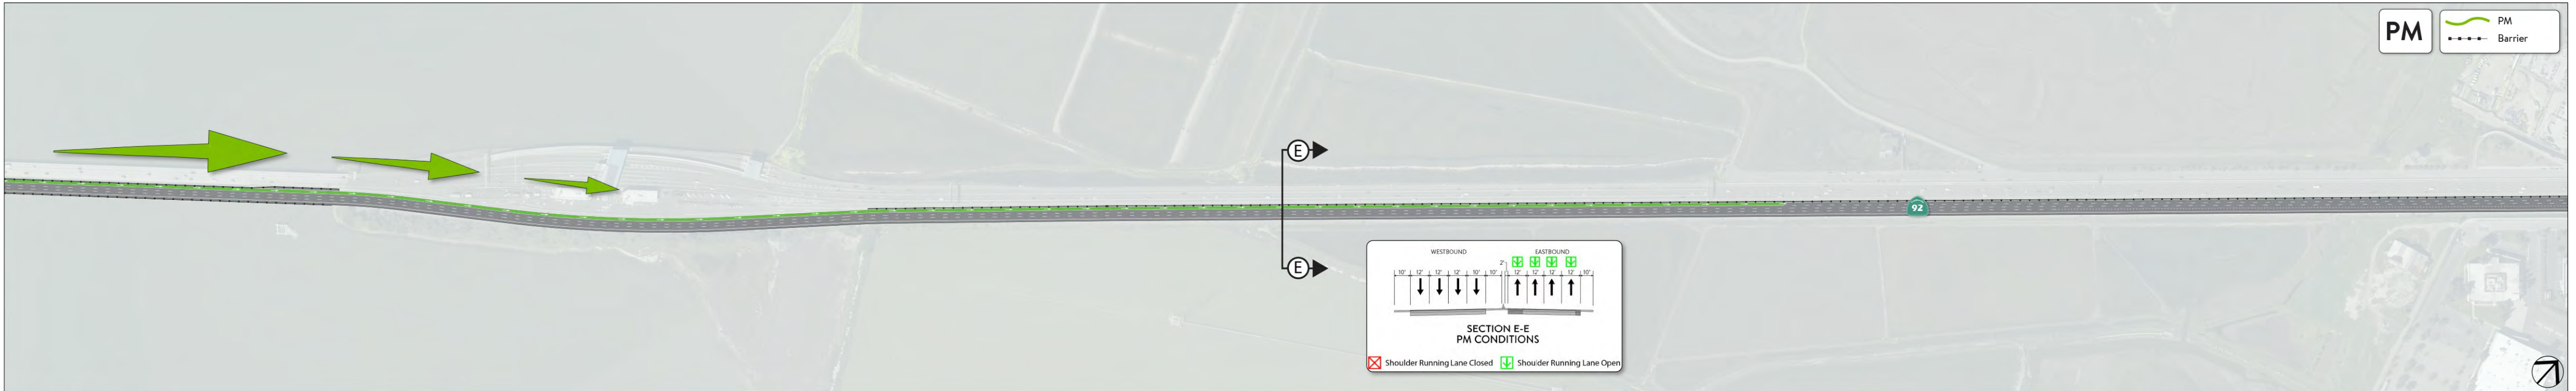 PM
PM
Barrier
E
92
E
WESTBOUND EASTBOUND
2'
10' 12' 12' 12' 10' 10' 12' 12' 12' 12' 10'
SECTION E-E
PM CONDITIONS
Shoulder Running Lane Closed Shoulder Running Lane Open